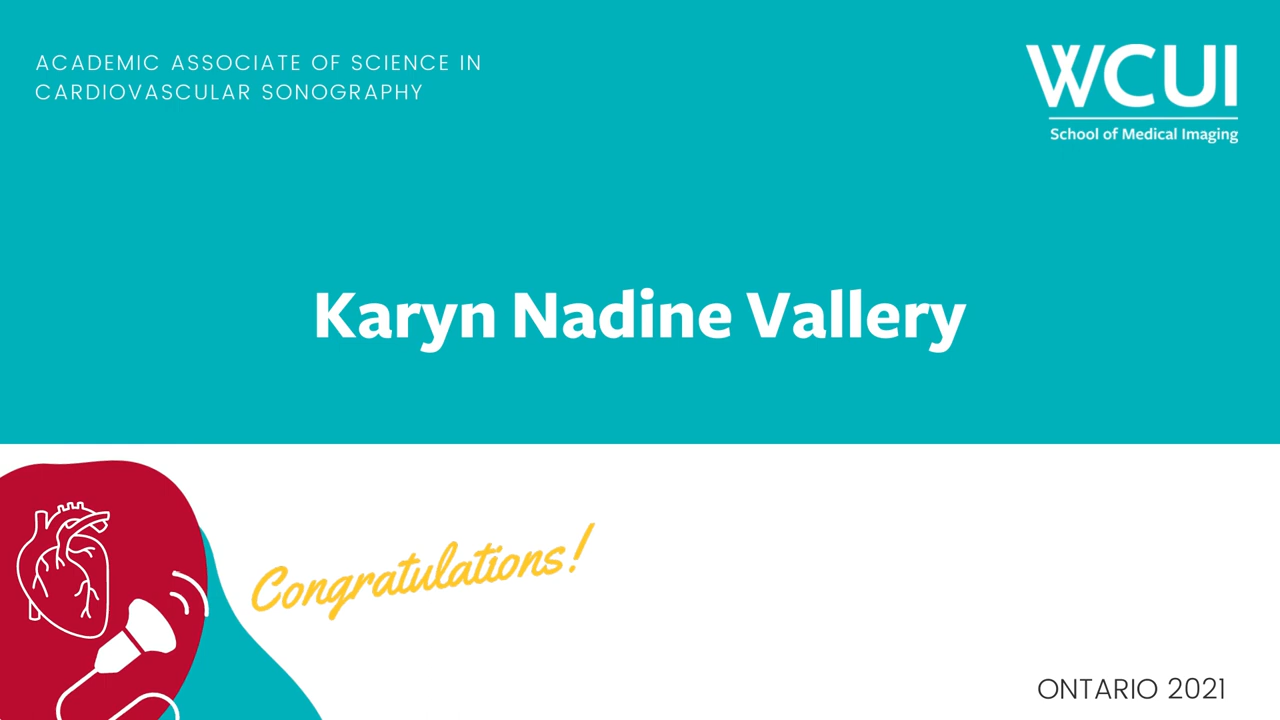 ACADEMIC ASSOCIATE OF SCIENCE IN
CARDIOVASCULAR SONOGRAPHY
WCUI
School of Medical Imaging
Karyn Nadine Vallery
Congratulations!
ONTARIO 2021